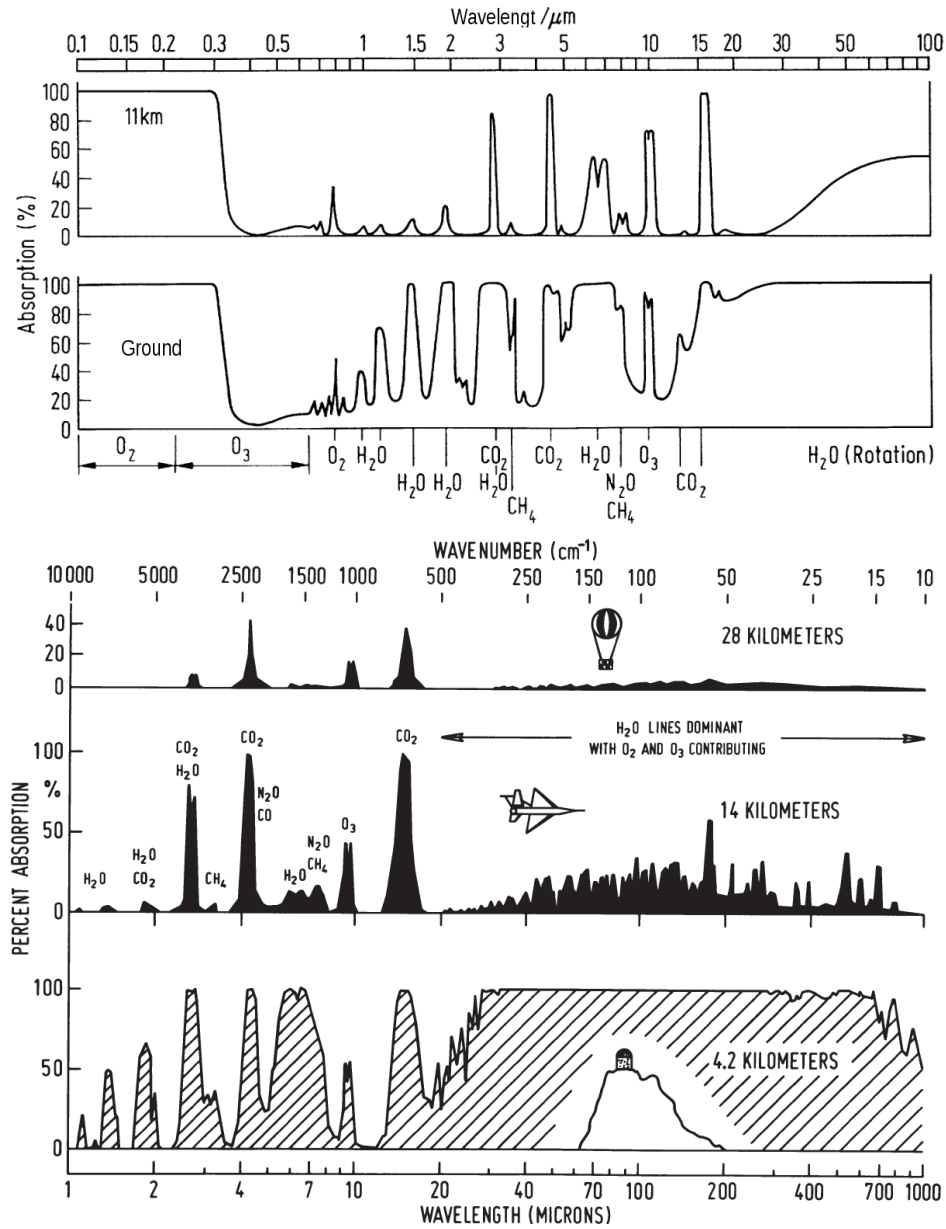 Wavelengt /μm
0.1 0.15 0.2 0.3 0.5 1 1.5 2 3 5 10 15 20 30 50 100
Absorption (%)
11km
100
80
60
40
20
0
Ground
100
80
60
40
20
0
O₂ O₃ O₂ H₂O CO₂ CO₂ H₂O O₃ H₂O (Rotation)
H₂O H₂O H₂O N₂O CO₂
CH₄ CH₄
WAVENUMBER (cm⁻¹)
10 000 5000 2500 1500 1000 500 250 150 100 50 25 15 10
40
20
0
28 KILOMETERS
PERCENT ABSORPTION
H₂O LINES DOMINANT
WITH O₂ AND O₃ CONTRIBUTING
100
%
50
0
CO₂ CO₂ CO₂
H₂O
N₂O
CO
14 KILOMETERS
O₃
N₂O
CH₄
H₂O
CO₂
H₂O CH₄ H₂O
100
50
0
4.2 KILOMETERS
1 2 4 7 10 20 40 70 100 200 400 700 1000
WAVELENGTH (MICRONS)